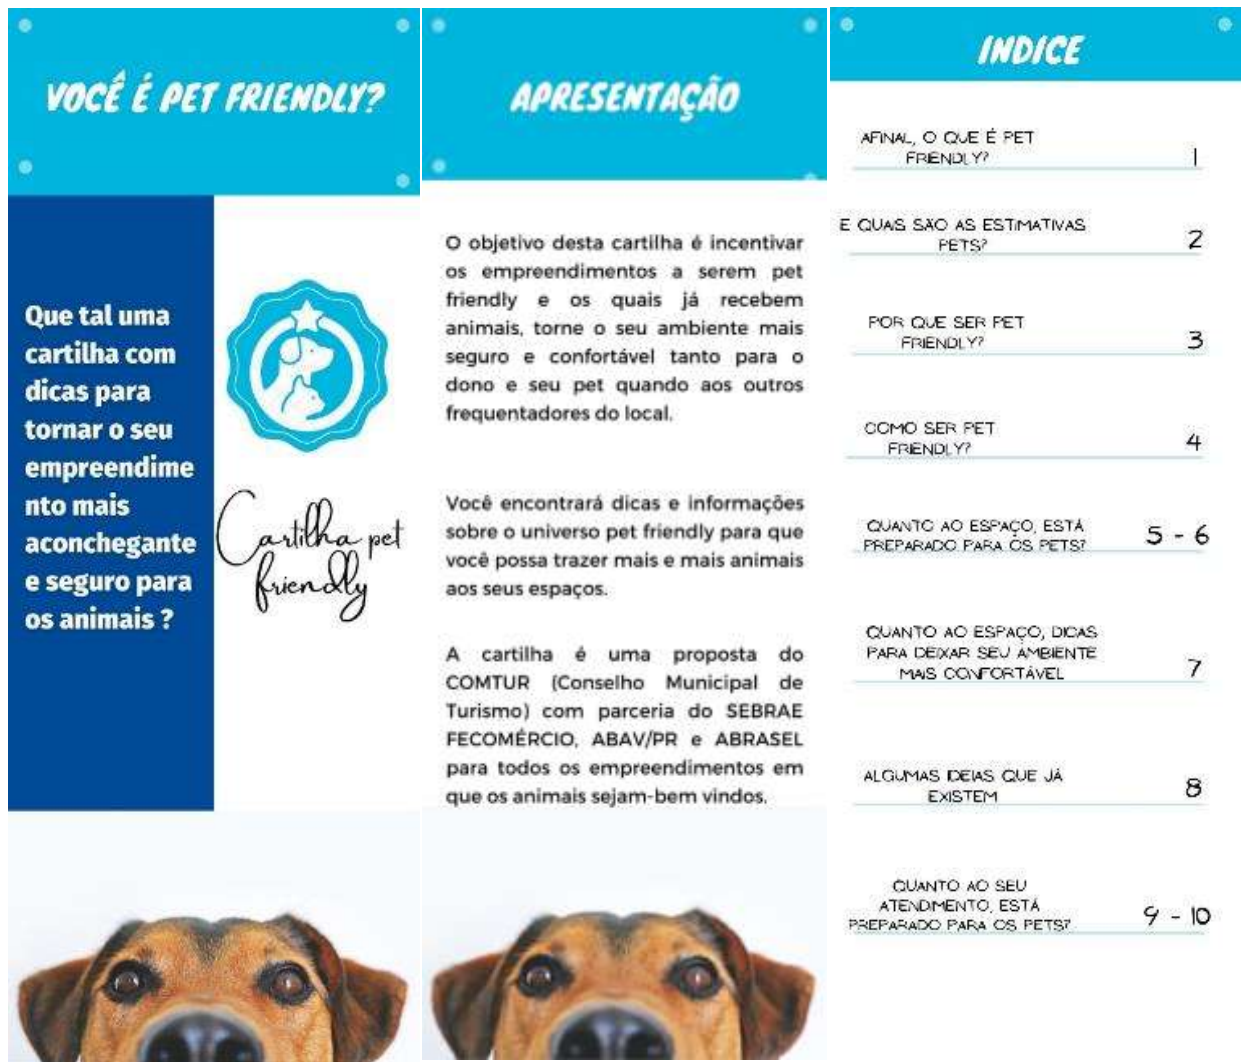 VOCÊ É PET FRIENDLY?
Que tal uma
cartilha com
dicas para
tornar o seu
empreendime
nto mais
aconchegante
e seguro para
os animais ?
Cartilha pet
friendly
APRESENTAÇÃO
O objetivo desta cartilha é incentivar
os empreendimentos a serem pet
friendly e os quais já recebem
animais, torne o seu ambiente mais
seguro e confortável tanto para o
dono e seu pet quando aos outros
frequentadores do local.
Você encontrará dicas e informações
sobre o universo pet friendly para que
você possa trazer mais e mais animais
aos seus espaços.
A cartilha é uma proposta do
COMTUR (Conselho Municipal de
Turismo) com parceria do SEBRAE
FECOMÉRCIO, ABAV/PR e ABRASEL
para todos os empreendimentos em
que os animais sejam-bem vindos.
INDICE
AFINAL, O QUE É PET
FRIENDLY? 1
E QUAIS SÃO AS ESTIMATIVAS
PETS? 2
POR QUE SER PET
FRIENDLY? 3
COMO SER PET
FRIENDLY? 4
QUANTO AO ESPAÇO, ESTÁ
PREPARADO PARA OS PETS? 5 - 6
QUANTO AO ESPAÇO, DICAS
PARA DEIXAR SEU AMBIENTE
MAIS CONFORTÁVEL 7
ALGUMAS IDEIAS QUE JÁ
EXISTEM 8
QUANTO AO SEU
ATENDIMENTO, ESTÁ
PREPARADO PARA OS PETS? 9 - 10